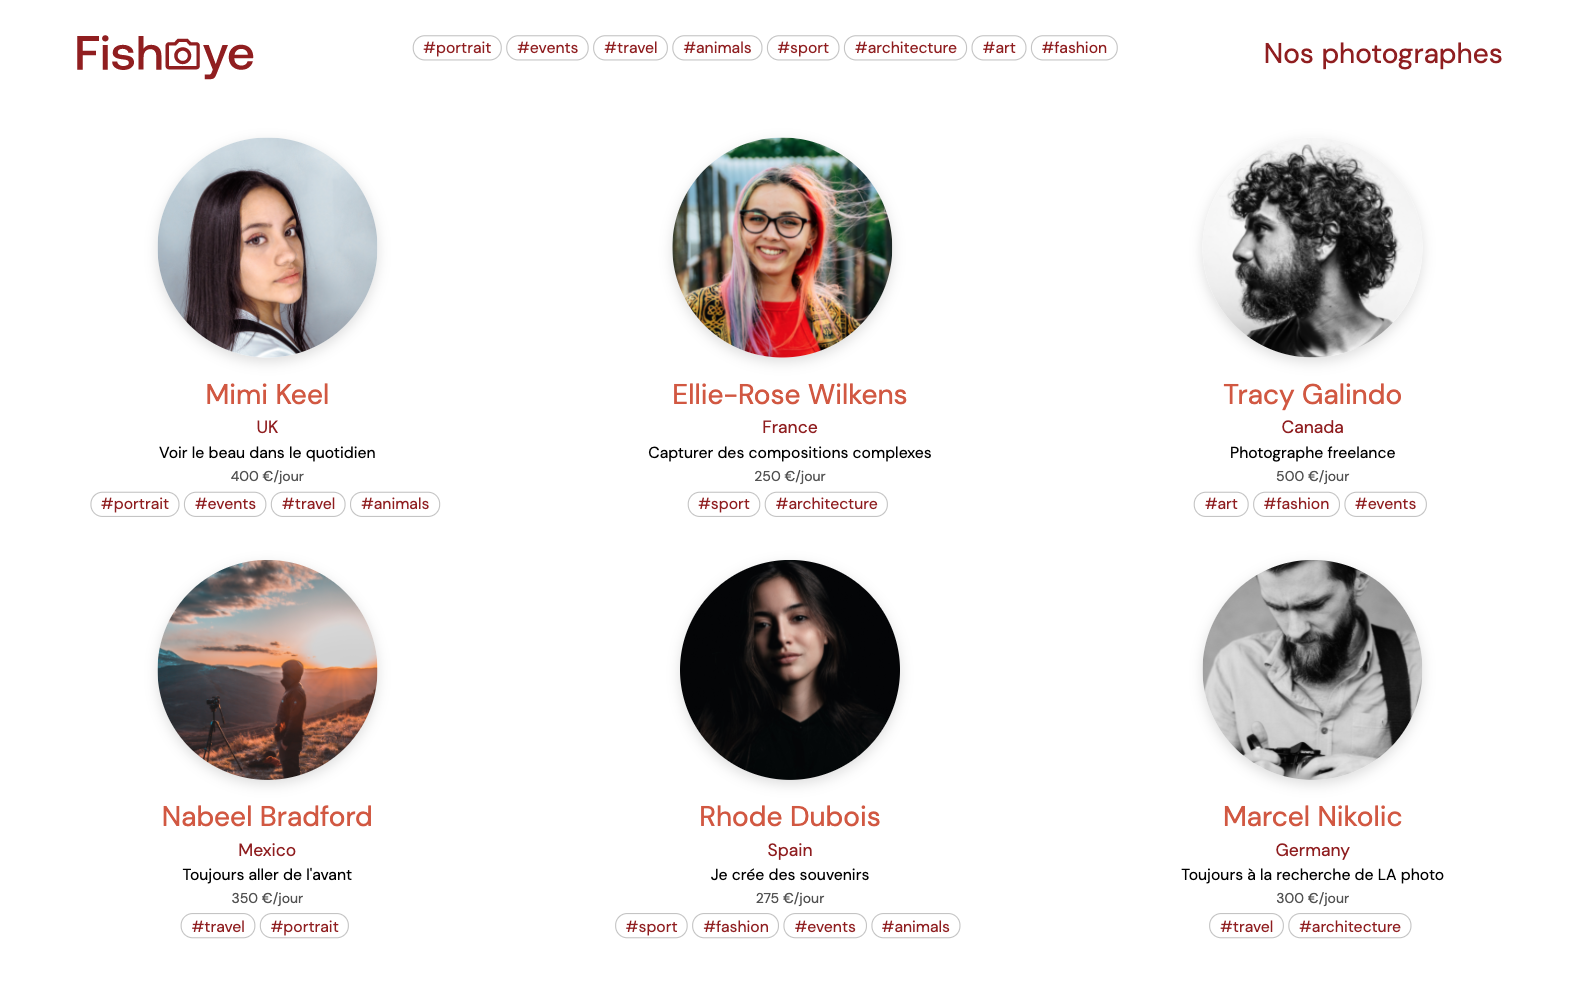 Fisheye
#portrait #events #travel #animals #sport #architecture #art #fashion
Nos photographes
Mimi Keel
UK
Voir le beau dans le quotidien
400 €/jour
#portrait #events #travel #animals
Ellie-Rose Wilkens
France
Capturer des compositions complexes
250 €/jour
#sport #architecture
Tracy Galindo
Canada
Photographe freelance
500 €/jour
#art #fashion #events
Nabeel Bradford
Mexico
Toujours aller de l'avant
350 €/jour
#travel #portrait
Rhode Dubois
Spain
Je crée des souvenirs
275 €/jour
#sport #fashion #events #animals
Marcel Nikolic
Germany
Toujours à la recherche de LA photo
300 €/jour
#travel #architecture